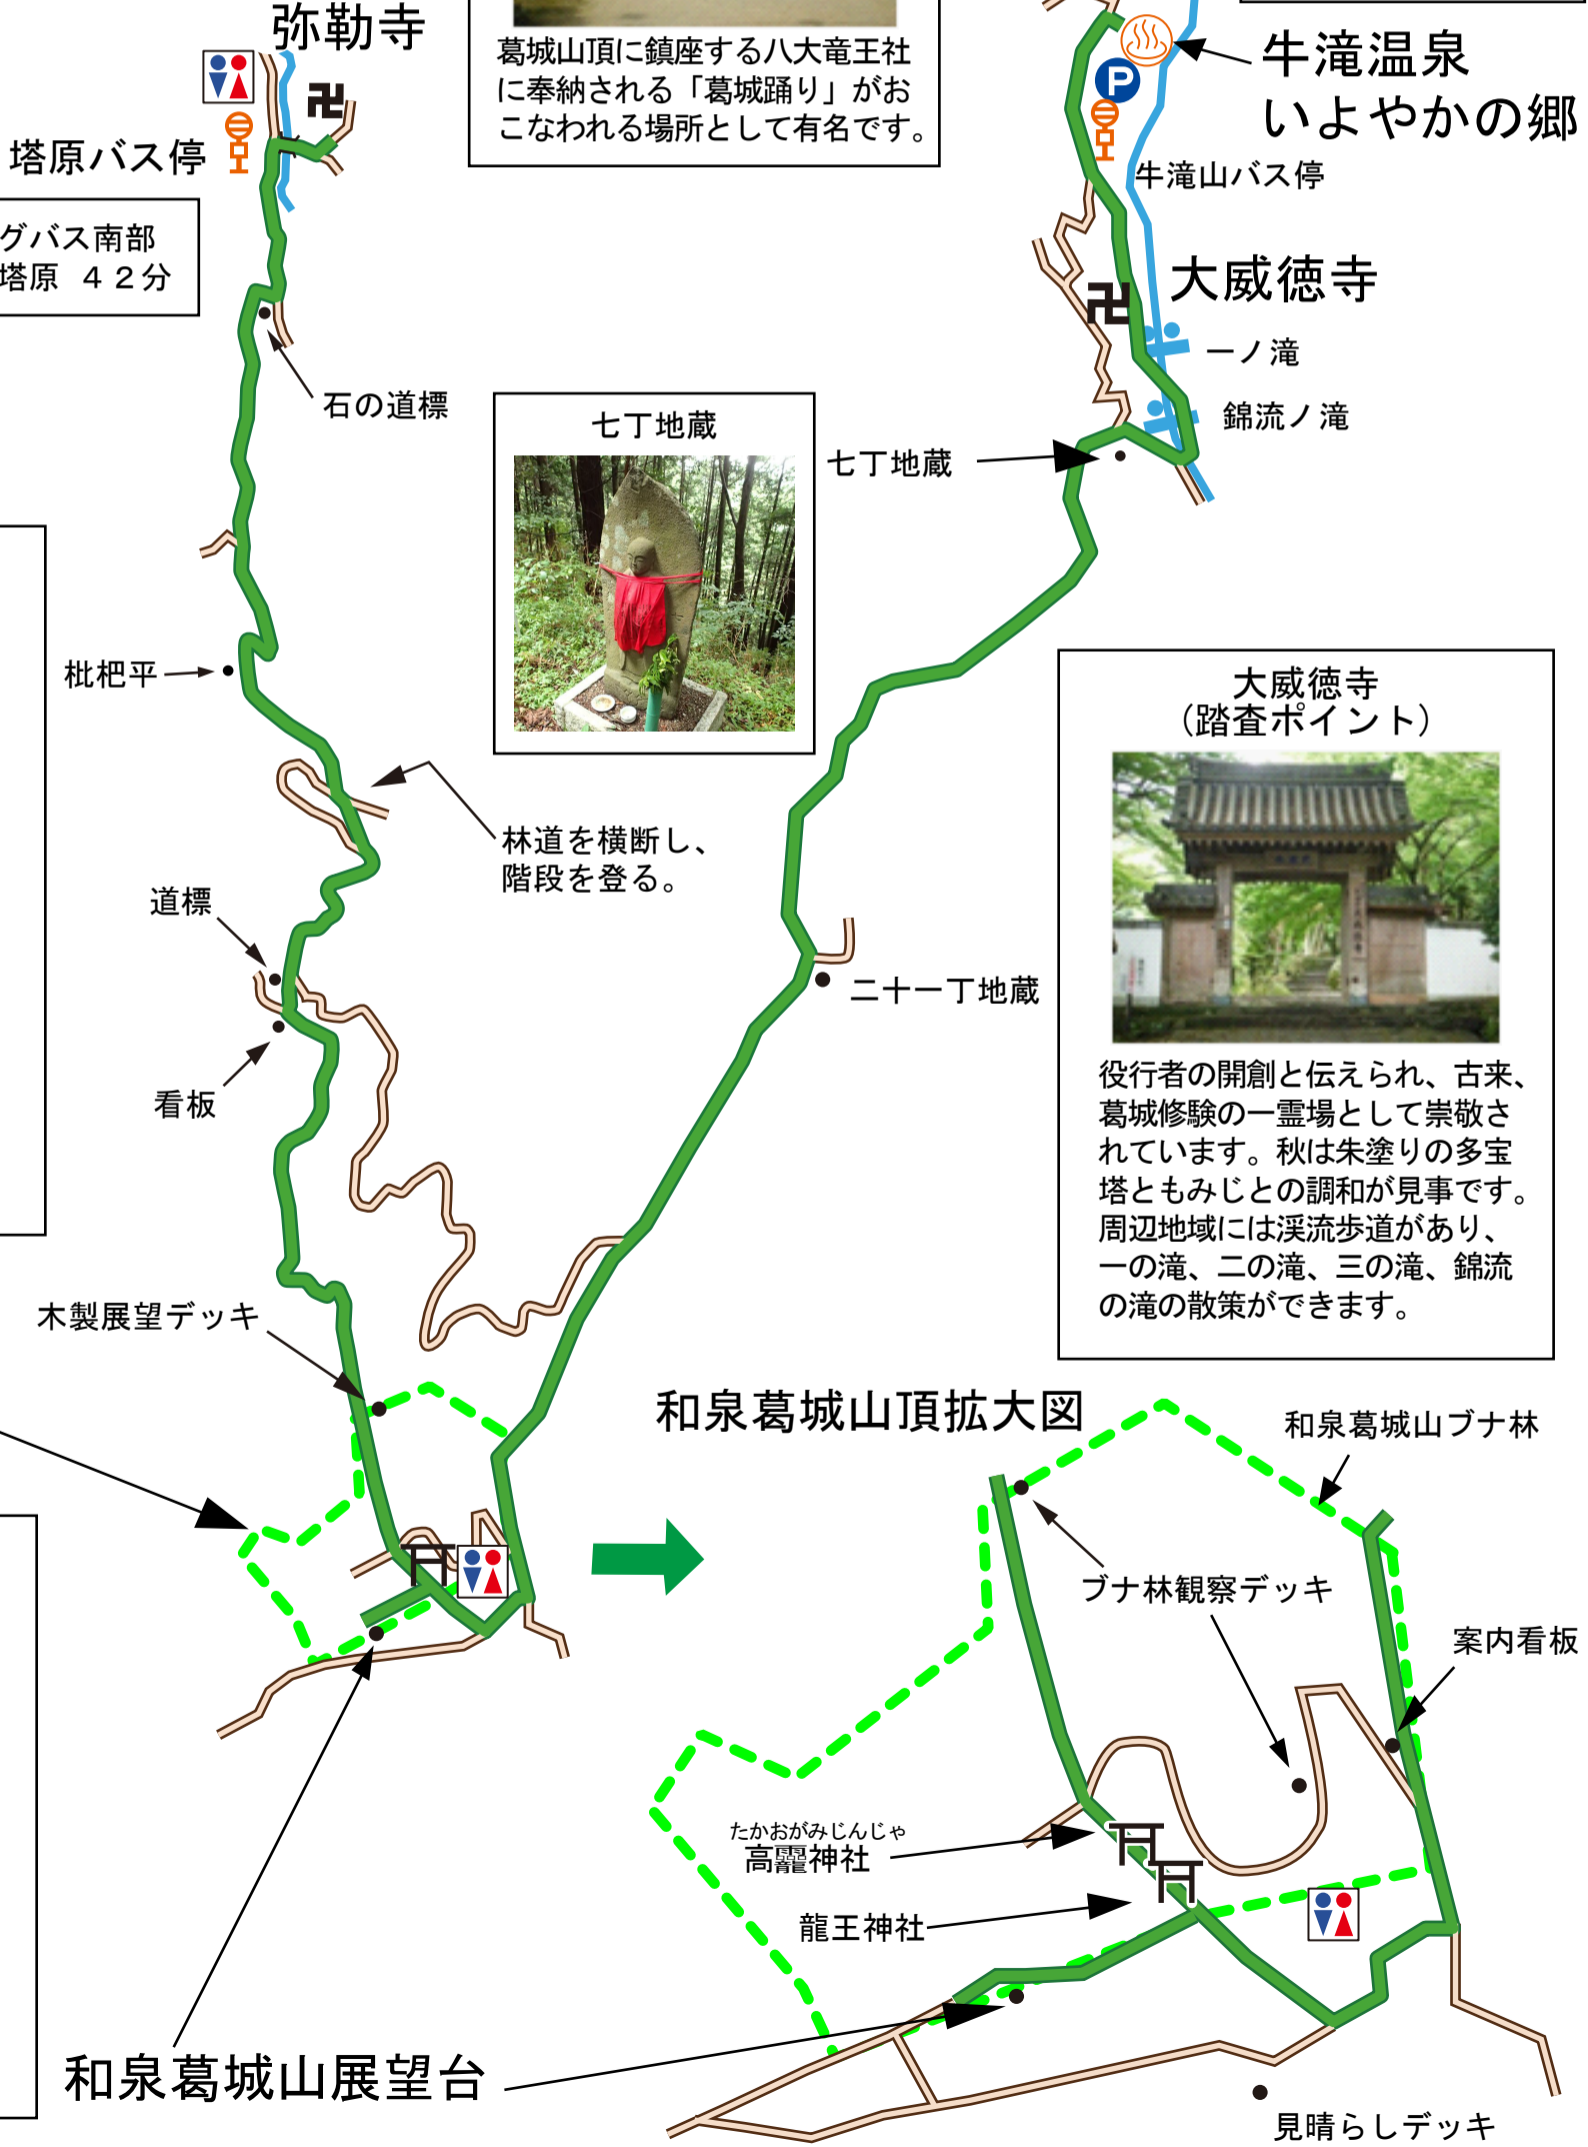 弥勒寺
塔原バス停
グバス南部
塔原 ４２分
葛城山頂に鎮座する八大竜王社
に奉納される「葛城踊り」がお
こなわれる場所として有名です。
P
牛滝温泉
いよやかの郷
牛滝山バス停
大威徳寺
一ノ滝
錦流ノ滝
石の道標
七丁地蔵
七丁地蔵
枇杷平
林道を横断し、
階段を登る。
道標
看板
二十一丁地蔵
大威徳寺
（踏査ポイント）
役行者の開創と伝えられ、古来、
葛城修験の一霊場として崇敬さ
れています。秋は朱塗りの多宝
塔ともみじとの調和が見事です。
周辺地域には渓流歩道があり、
一の滝、二の滝、三の滝、錦流
の滝の散策ができます。
木製展望デッキ
和泉葛城山頂拡大図
和泉葛城山ブナ林
ブナ林観察デッキ
案内看板
たかおがみじんじゃ
高龗神社
龍王神社
和泉葛城山展望台
見晴らしデッキ